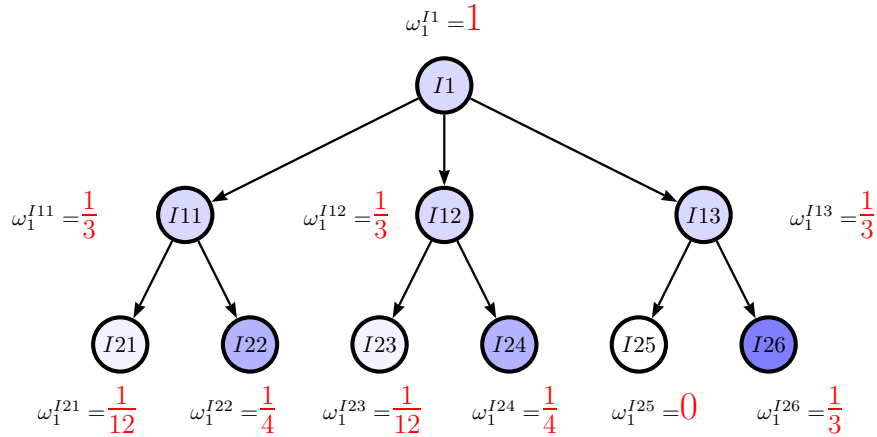 ω₁^{I1} = 1
I1
ω₁^{I11} = 1/3
I11
ω₁^{I12} = 1/3
I12
I13
ω₁^{I13} = 1/3
I21
I22
I23
I24
I25
I26
ω₁^{I21} = 1/12
ω₁^{I22} = 1/4
ω₁^{I23} = 1/12
ω₁^{I24} = 1/4
ω₁^{I25} = 0
ω₁^{I26} = 1/3